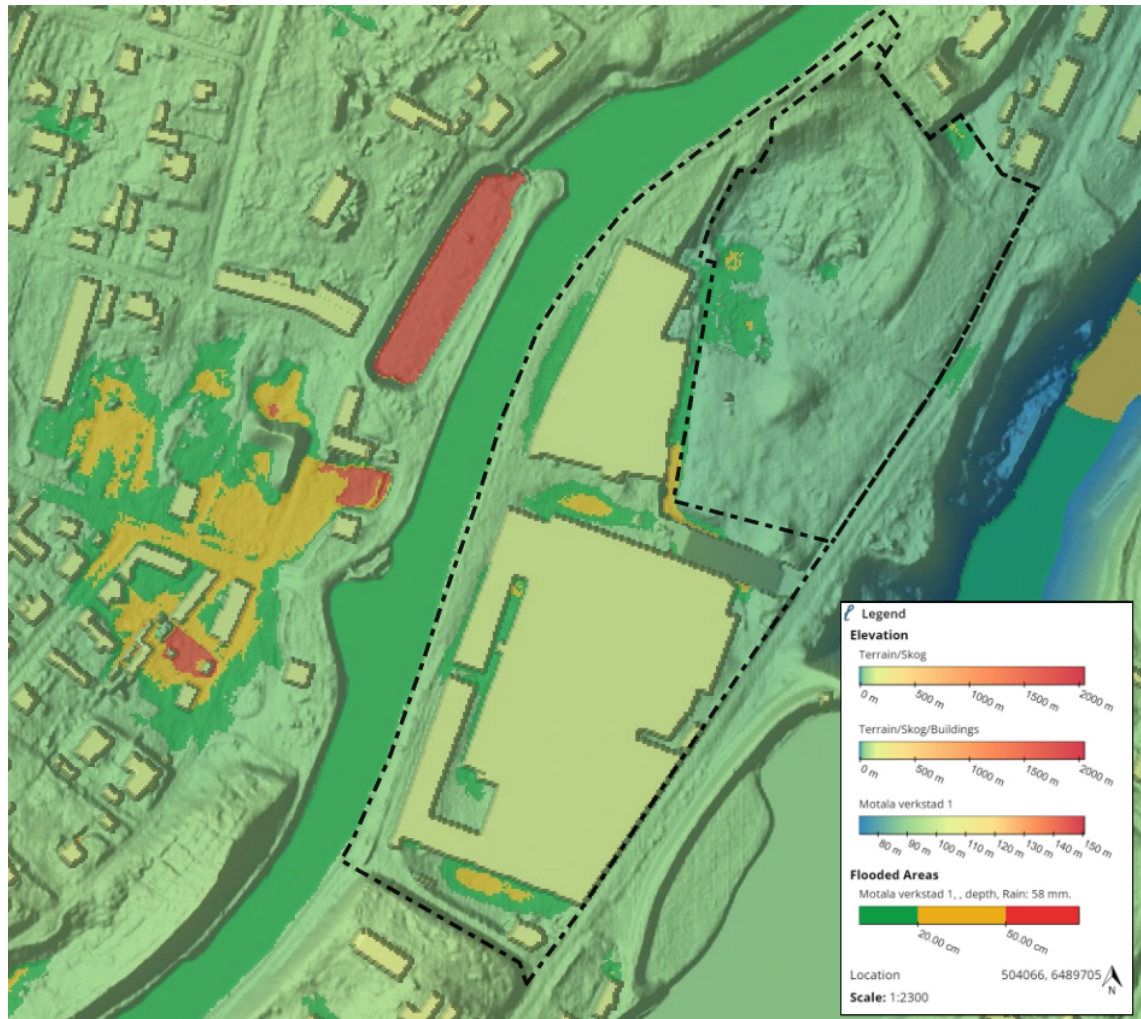 Legend
Elevation
Terrain/Skog
0 m 500 m 1000 m 1500 m 2000 m
Terrain/Skog/Buildings
0 m 500 m 1000 m 1500 m 2000 m
Motala verkstad 1
80 m 90 m 100 m 110 m 120 m 130 m 140 m 150 m
Flooded Areas
Motala verkstad 1, , depth, Rain: 58 mm.
20.00 cm 50.00 cm
Location 504066, 6489705
Scale: 1:2300 N